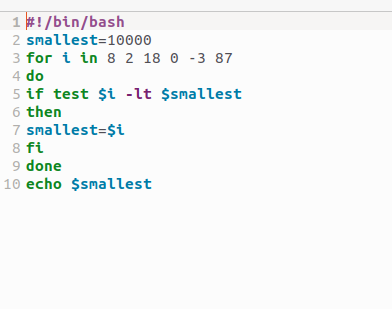 1 #!/bin/bash
2 smallest=10000
3 for i in 8 2 18 0 -3 87
4 do
5 if test $i -lt $smallest
6 then
7 smallest=$i
8 fi
9 done
10 echo $smallest